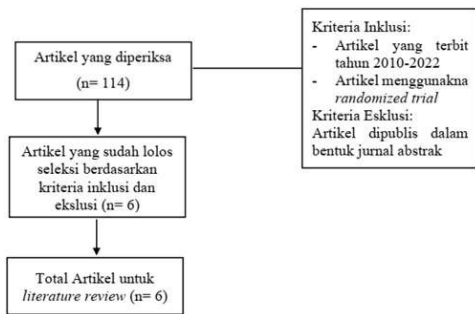 Artikel yang diperiksa
(n= 114)
Kriteria Inklusi:
- Artikel yang terbit
tahun 2010-2022
- Artikel menggunakna
randomized trial
Kriteria Esklusi:
Artikel dipublis dalam
bentuk jurnal abstrak
Artikel yang sudah lolos
seleksi berdasarkan
kriteria inklusi dan
ekslusi (n= 6)
Total Artikel untuk
literature review (n= 6)